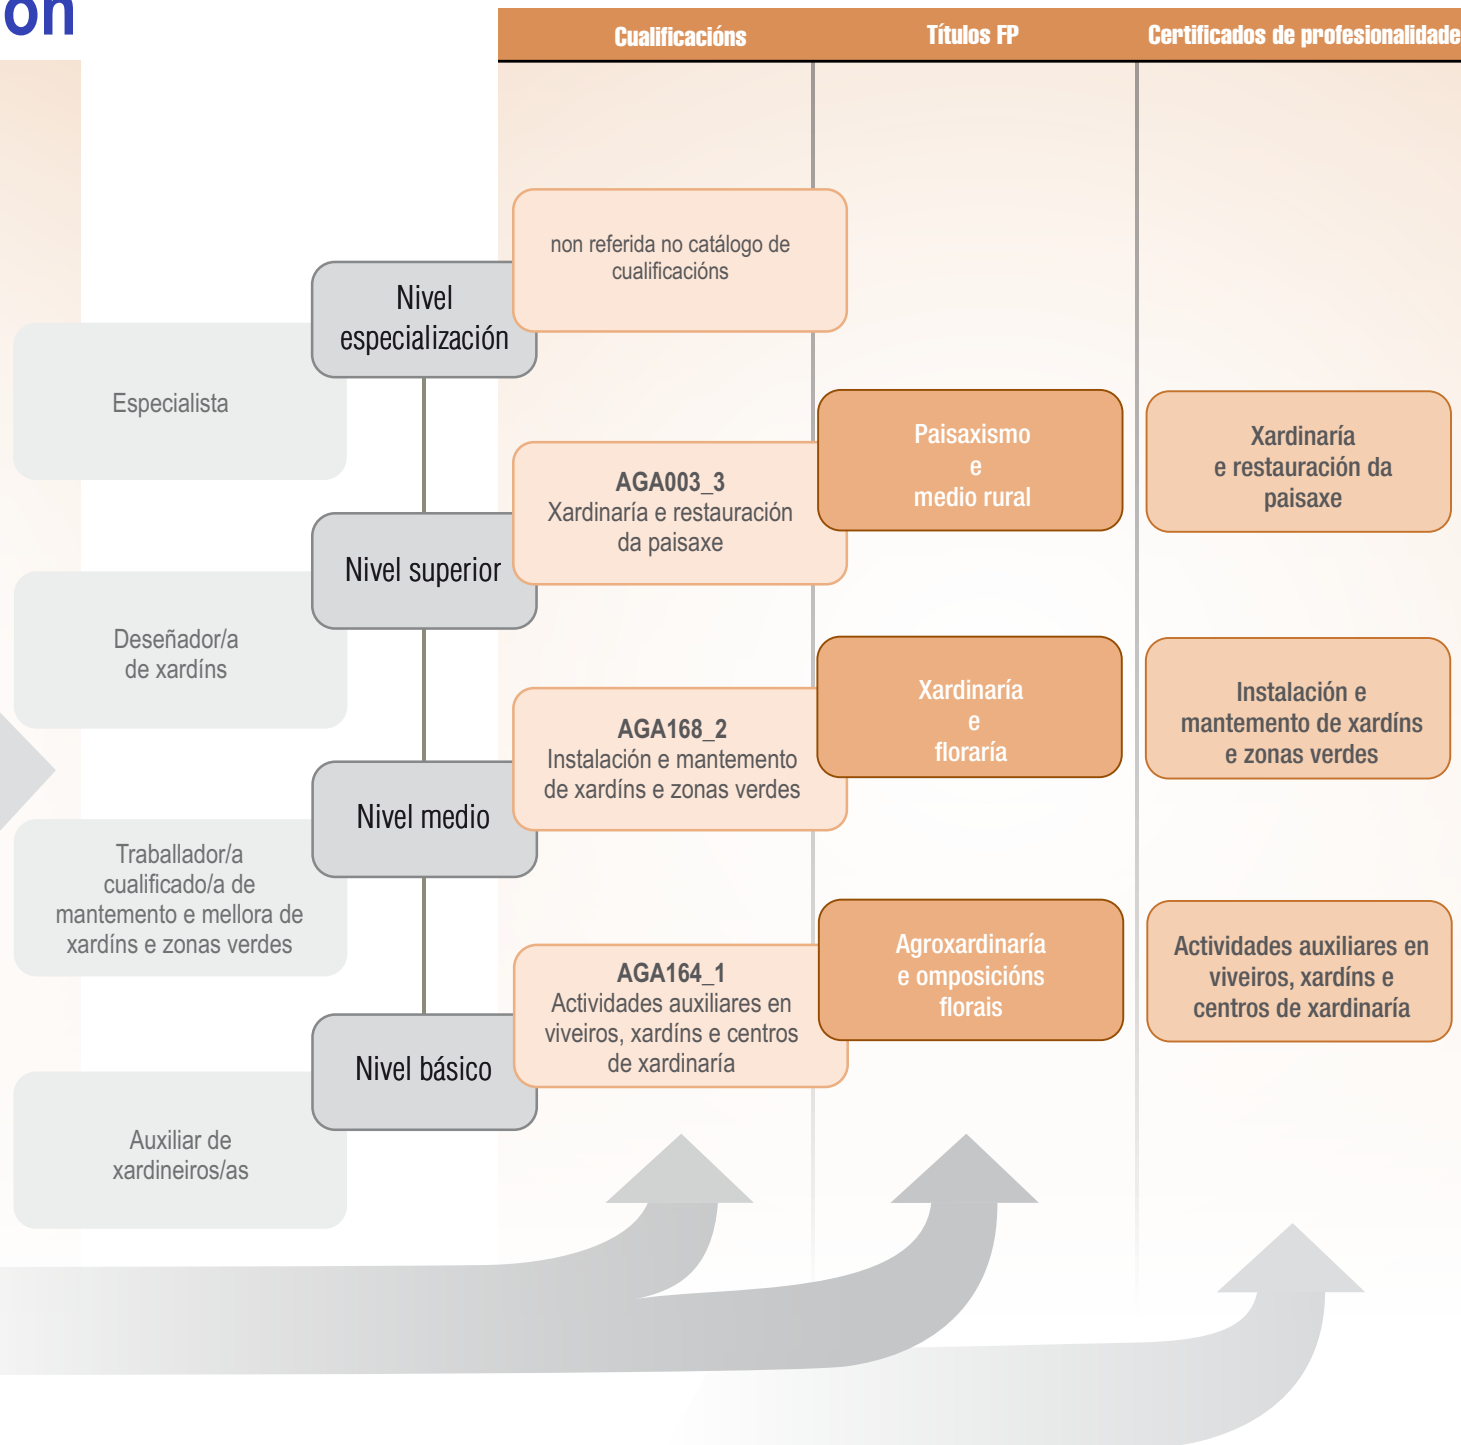 ón
Cualificacións
Títulos FP
Certificados de profesionalidade
non referida no catálogo de
cualificacións
Nivel
especialización
Especialista
AGA003_3
Xardinaría e restauración
da paisaxe
Paisaxismo
e
medio rural
Xardinaría
e restauración da
paisaxe
Nivel superior
Deseñador/a
de xardíns
AGA168_2
Instalación e mantemento
de xardíns e zonas verdes
Xardinaría
e
floraría
Instalación e
mantemento de xardíns
e zonas verdes
Nivel medio
Traballador/a
cualificado/a de
mantemento e mellora de
xardíns e zonas verdes
AGA164_1
Actividades auxiliares en
viveiros, xardíns e centros
de xardinaría
Agroxardinaría
e omposicións
florais
Actividades auxiliares en
viveiros, xardíns e
centros de xardinaría
Nivel básico
Auxiliar de
xardineiros/as